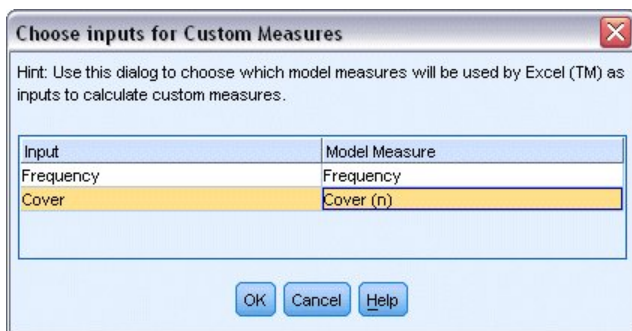 Choose inputs for Custom Measures
Hint: Use this dialog to choose which model measures will be used by Excel (TM) as
inputs to calculate custom measures.
Input Model Measure
Frequency Frequency
Cover Cover (n)
OK Cancel Help